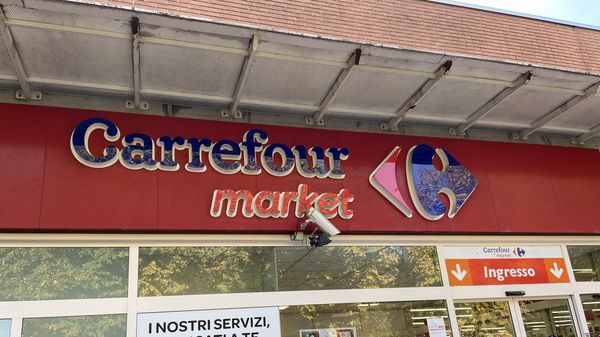 Carrefour
market
Carrefour
market
Ingresso
I NOSTRI SERVIZI,